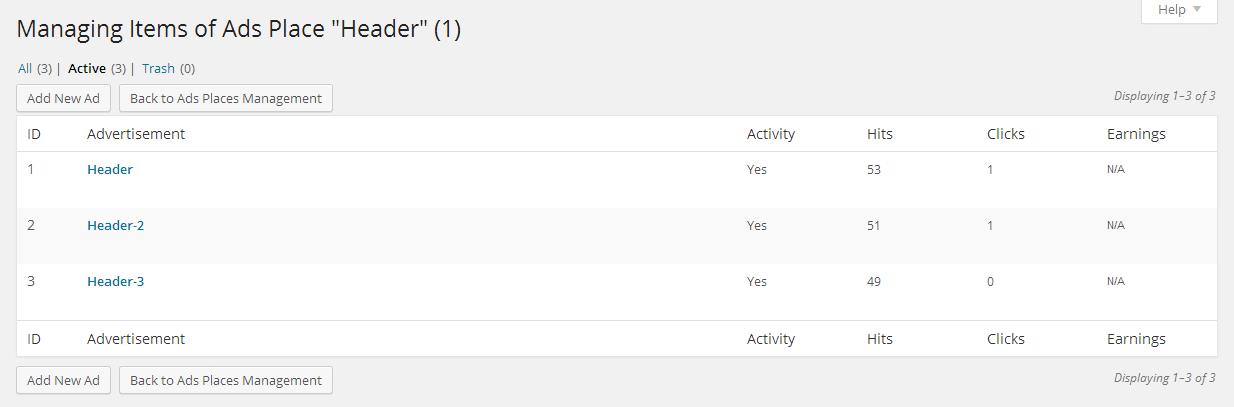 Help
Managing Items of Ads Place "Header" (1)
All (3) | Active (3) | Trash (0)
Add New Ad Back to Ads Places Management Displaying 1–3 of 3
ID Advertisement Activity Hits Clicks Earnings
1 Header Yes 53 1 N/A
2 Header-2 Yes 51 1 N/A
3 Header-3 Yes 49 0 N/A
ID Advertisement Activity Hits Clicks Earnings
Add New Ad Back to Ads Places Management Displaying 1–3 of 3